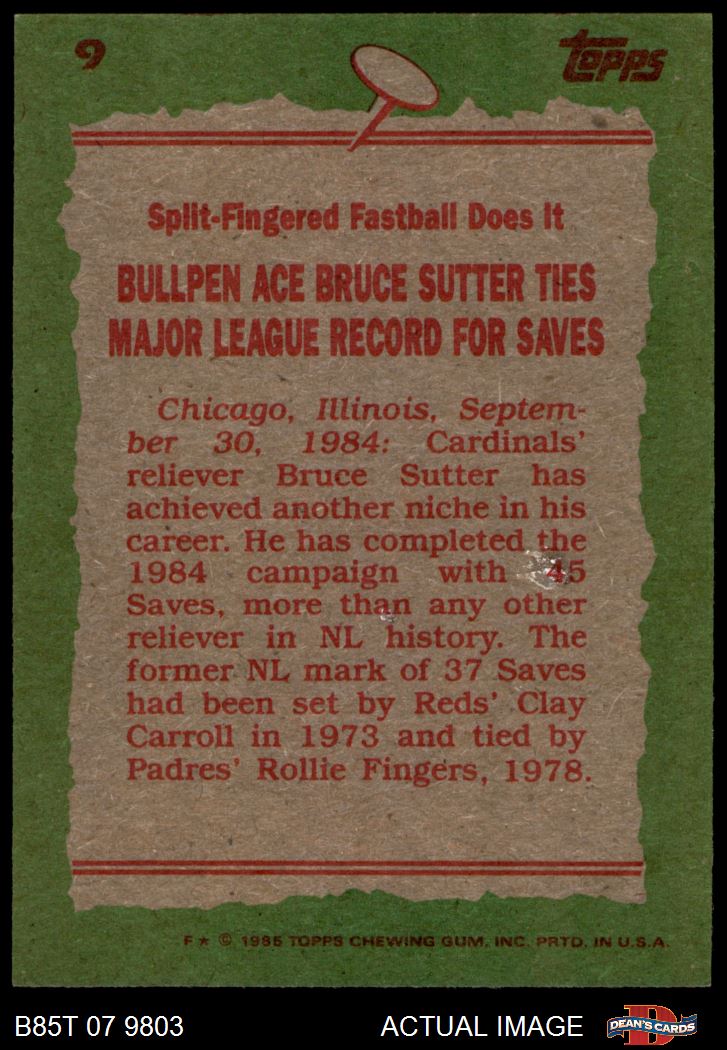 9
Topps
Split-Fingered Fastball Does It
BULLPEN ACE BRUCE SUTTER TIES
MAJOR LEAGUE RECORD FOR SAVES
Chicago, Illinois, Septem-
ber 30, 1984: Cardinals'
reliever Bruce Sutter has
achieved another niche in his
career. He has completed the
1984 campaign with 45
Saves, more than any other
reliever in NL history. The
former NL mark of 37 Saves
had been set by Reds' Clay
Carroll in 1973 and tied by
Padres' Rollie Fingers, 1978.
F★ © 1985 TOPPS CHEWING GUM, INC. PRTD. IN U.S.A.
B85T 07 9803 ACTUAL IMAGE
D
DEAN'S CARDS